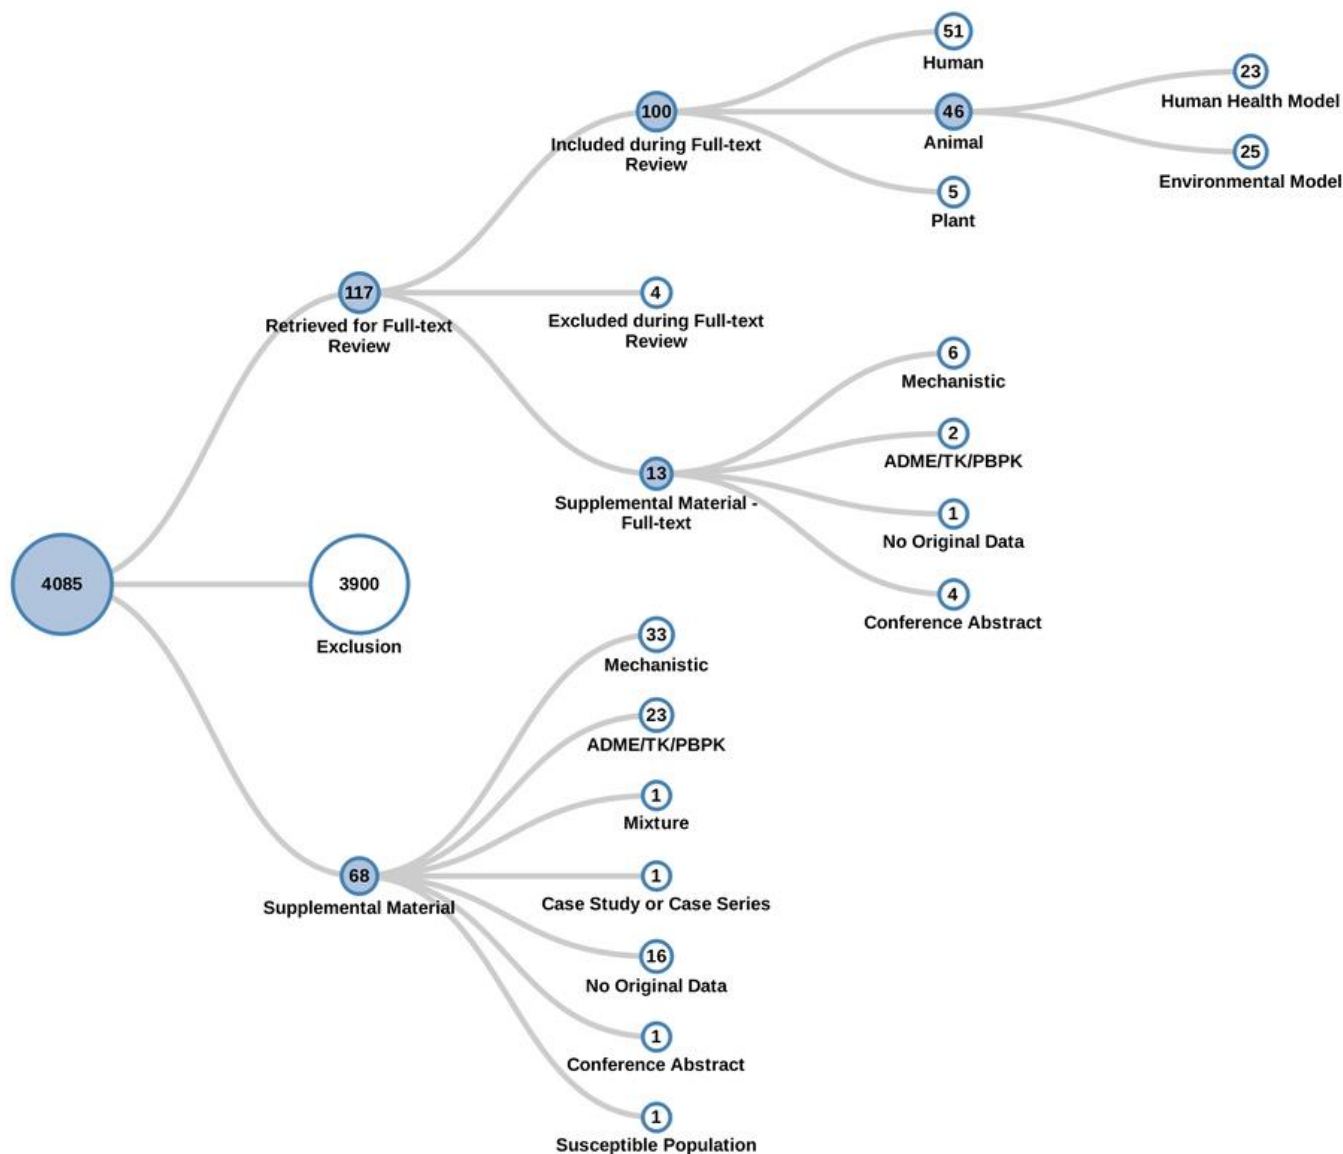 51
Human
23
Human Health Model
100
Included during Full-text
Review
46
Animal
25
Environmental Model
5
Plant
117
Retrieved for Full-text
Review
4
Excluded during Full-text
Review
6
Mechanistic
2
ADME/TK/PBPK
13
Supplemental Material -
Full-text
1
No Original Data
4
Conference Abstract
4085
3900
Exclusion
33
Mechanistic
23
ADME/TK/PBPK
1
Mixture
68
Supplemental Material
1
Case Study or Case Series
16
No Original Data
1
Conference Abstract
1
Susceptible Population